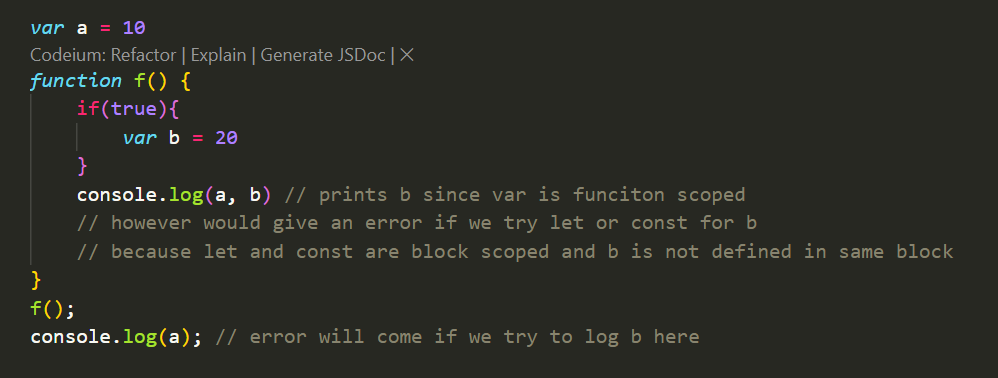 var a = 10
Codeium: Refactor | Explain | Generate JSDoc | ×
function f() {
    if(true){
        var b = 20
    }
    console.log(a, b) // prints b since var is funciton scoped
    // however would give an error if we try let or const for b
    // because let and const are block scoped and b is not defined in same block
}
f();
console.log(a); // error will come if we try to log b here